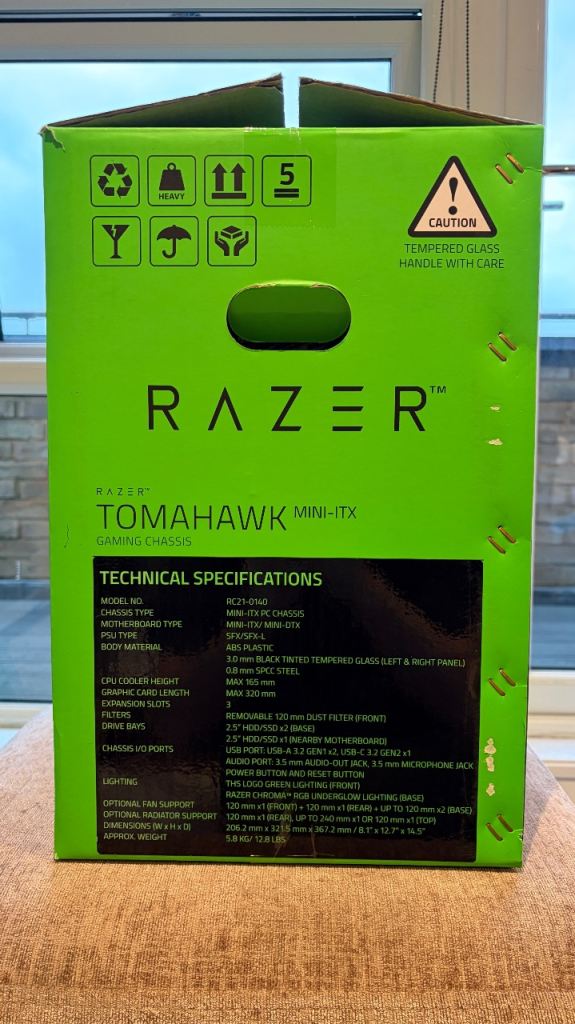 HEAVY
5
CAUTION
TEMPERED GLASS
HANDLE WITH CARE
RAZER™
RAZER™
TOMAHAWK MINI-ITX
GAMING CHASSIS
TECHNICAL SPECIFICATIONS
MODEL NO. RC21-0140
CHASSIS TYPE MINI-ITX PC CHASSIS
MOTHERBOARD TYPE MINI-ITX/ MINI-DTX
PSU TYPE SFX/SFX-L
BODY MATERIAL ABS PLASTIC
3.0 mm BLACK TINTED TEMPERED GLASS (LEFT & RIGHT PANEL)
0.8 mm SPCC STEEL
CPU COOLER HEIGHT MAX 165 mm
GRAPHIC CARD LENGTH MAX 320 mm
EXPANSION SLOTS 3
FILTERS REMOVABLE 120 mm DUST FILTER (FRONT)
DRIVE BAYS 2.5" HDD/SSD x2 (BASE)
2.5" HDD/SSD x1 (NEARBY MOTHERBOARD)
CHASSIS I/O PORTS USB PORT: USB-A 3.2 GEN1 x2, USB-C 3.2 GEN2 x1
AUDIO PORT: 3.5 mm AUDIO-OUT JACK, 3.5 mm MICROPHONE JACK
POWER BUTTON AND RESET BUTTON
LIGHTING THS LOGO GREEN LIGHTING (FRONT)
RAZER CHROMA™ RGB UNDERGLOW LIGHTING (BASE)
OPTIONAL FAN SUPPORT 120 mm x1 (FRONT) + 120 mm x1 (REAR) + UP TO 120 mm x2 (BASE)
OPTIONAL RADIATOR SUPPORT 120 mm x1 (REAR), UP TO 240 mm x1 OR 120 mm x1 (TOP)
DIMENSIONS (W x H x D) 206.2 mm x 321.5 mm x 367.2 mm / 8.1" x 12.7" x 14.5"
APPROX. WEIGHT 5.8 KG/ 12.8 LBS